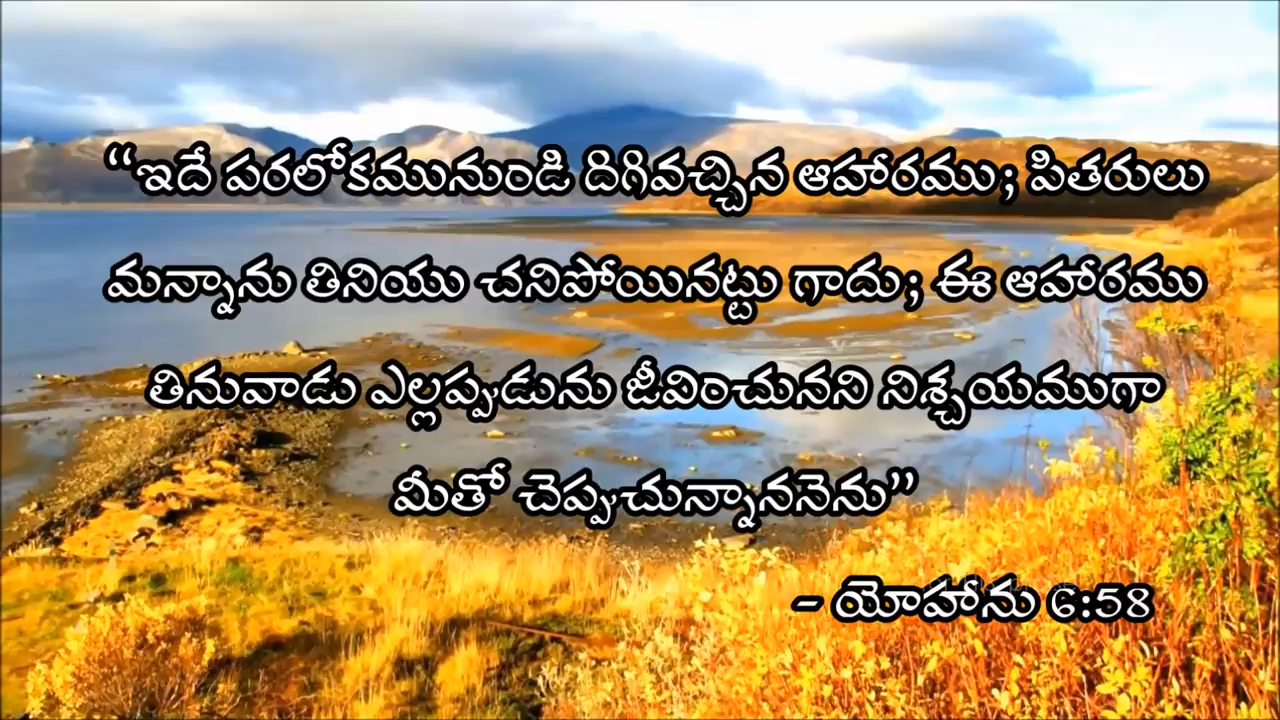 “ఇదే పరలోకమునుండి దిగివచ్చిన ఆహారము; పితరులు
మన్నాను తినియు చనిపోయినట్టు గాదు; ఈ ఆహారము
తినువాడు ఎల్లప్పుడును జీవించునని నిశ్చయముగా
మీతో చెప్పుచున్నాననెను”
- యోహాను 6:58